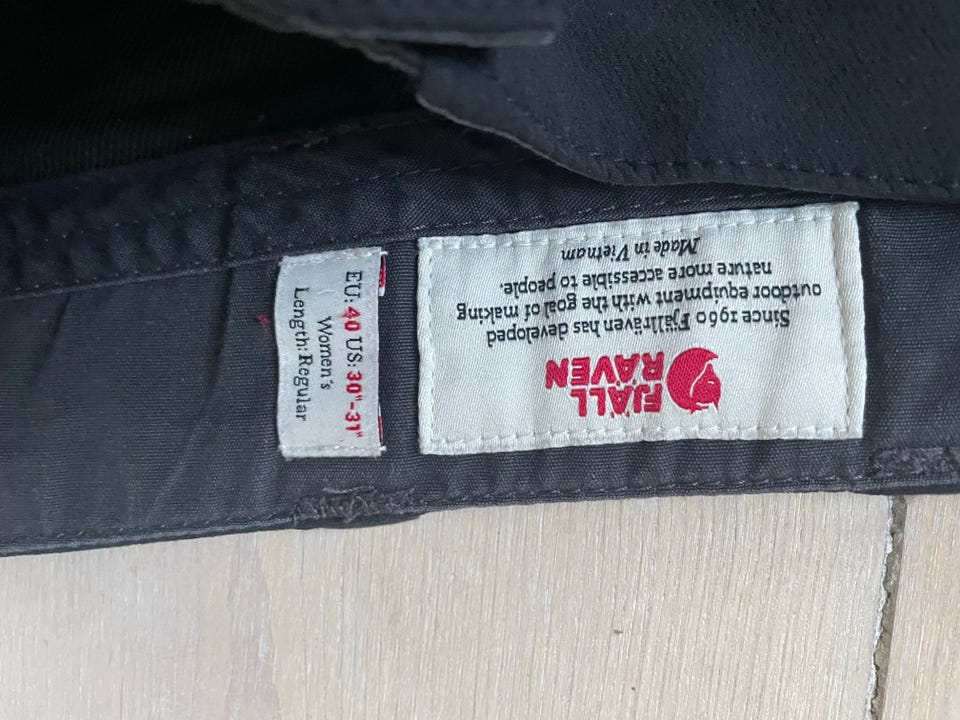 FJÄLL
RÄVEN
Since 1960 Fjällräven has developed
outdoor equipment with the goal of making
nature more accessible to people.
Made in Vietnam
EU: 40 US: 30"-31"
Women's
Length: Regular